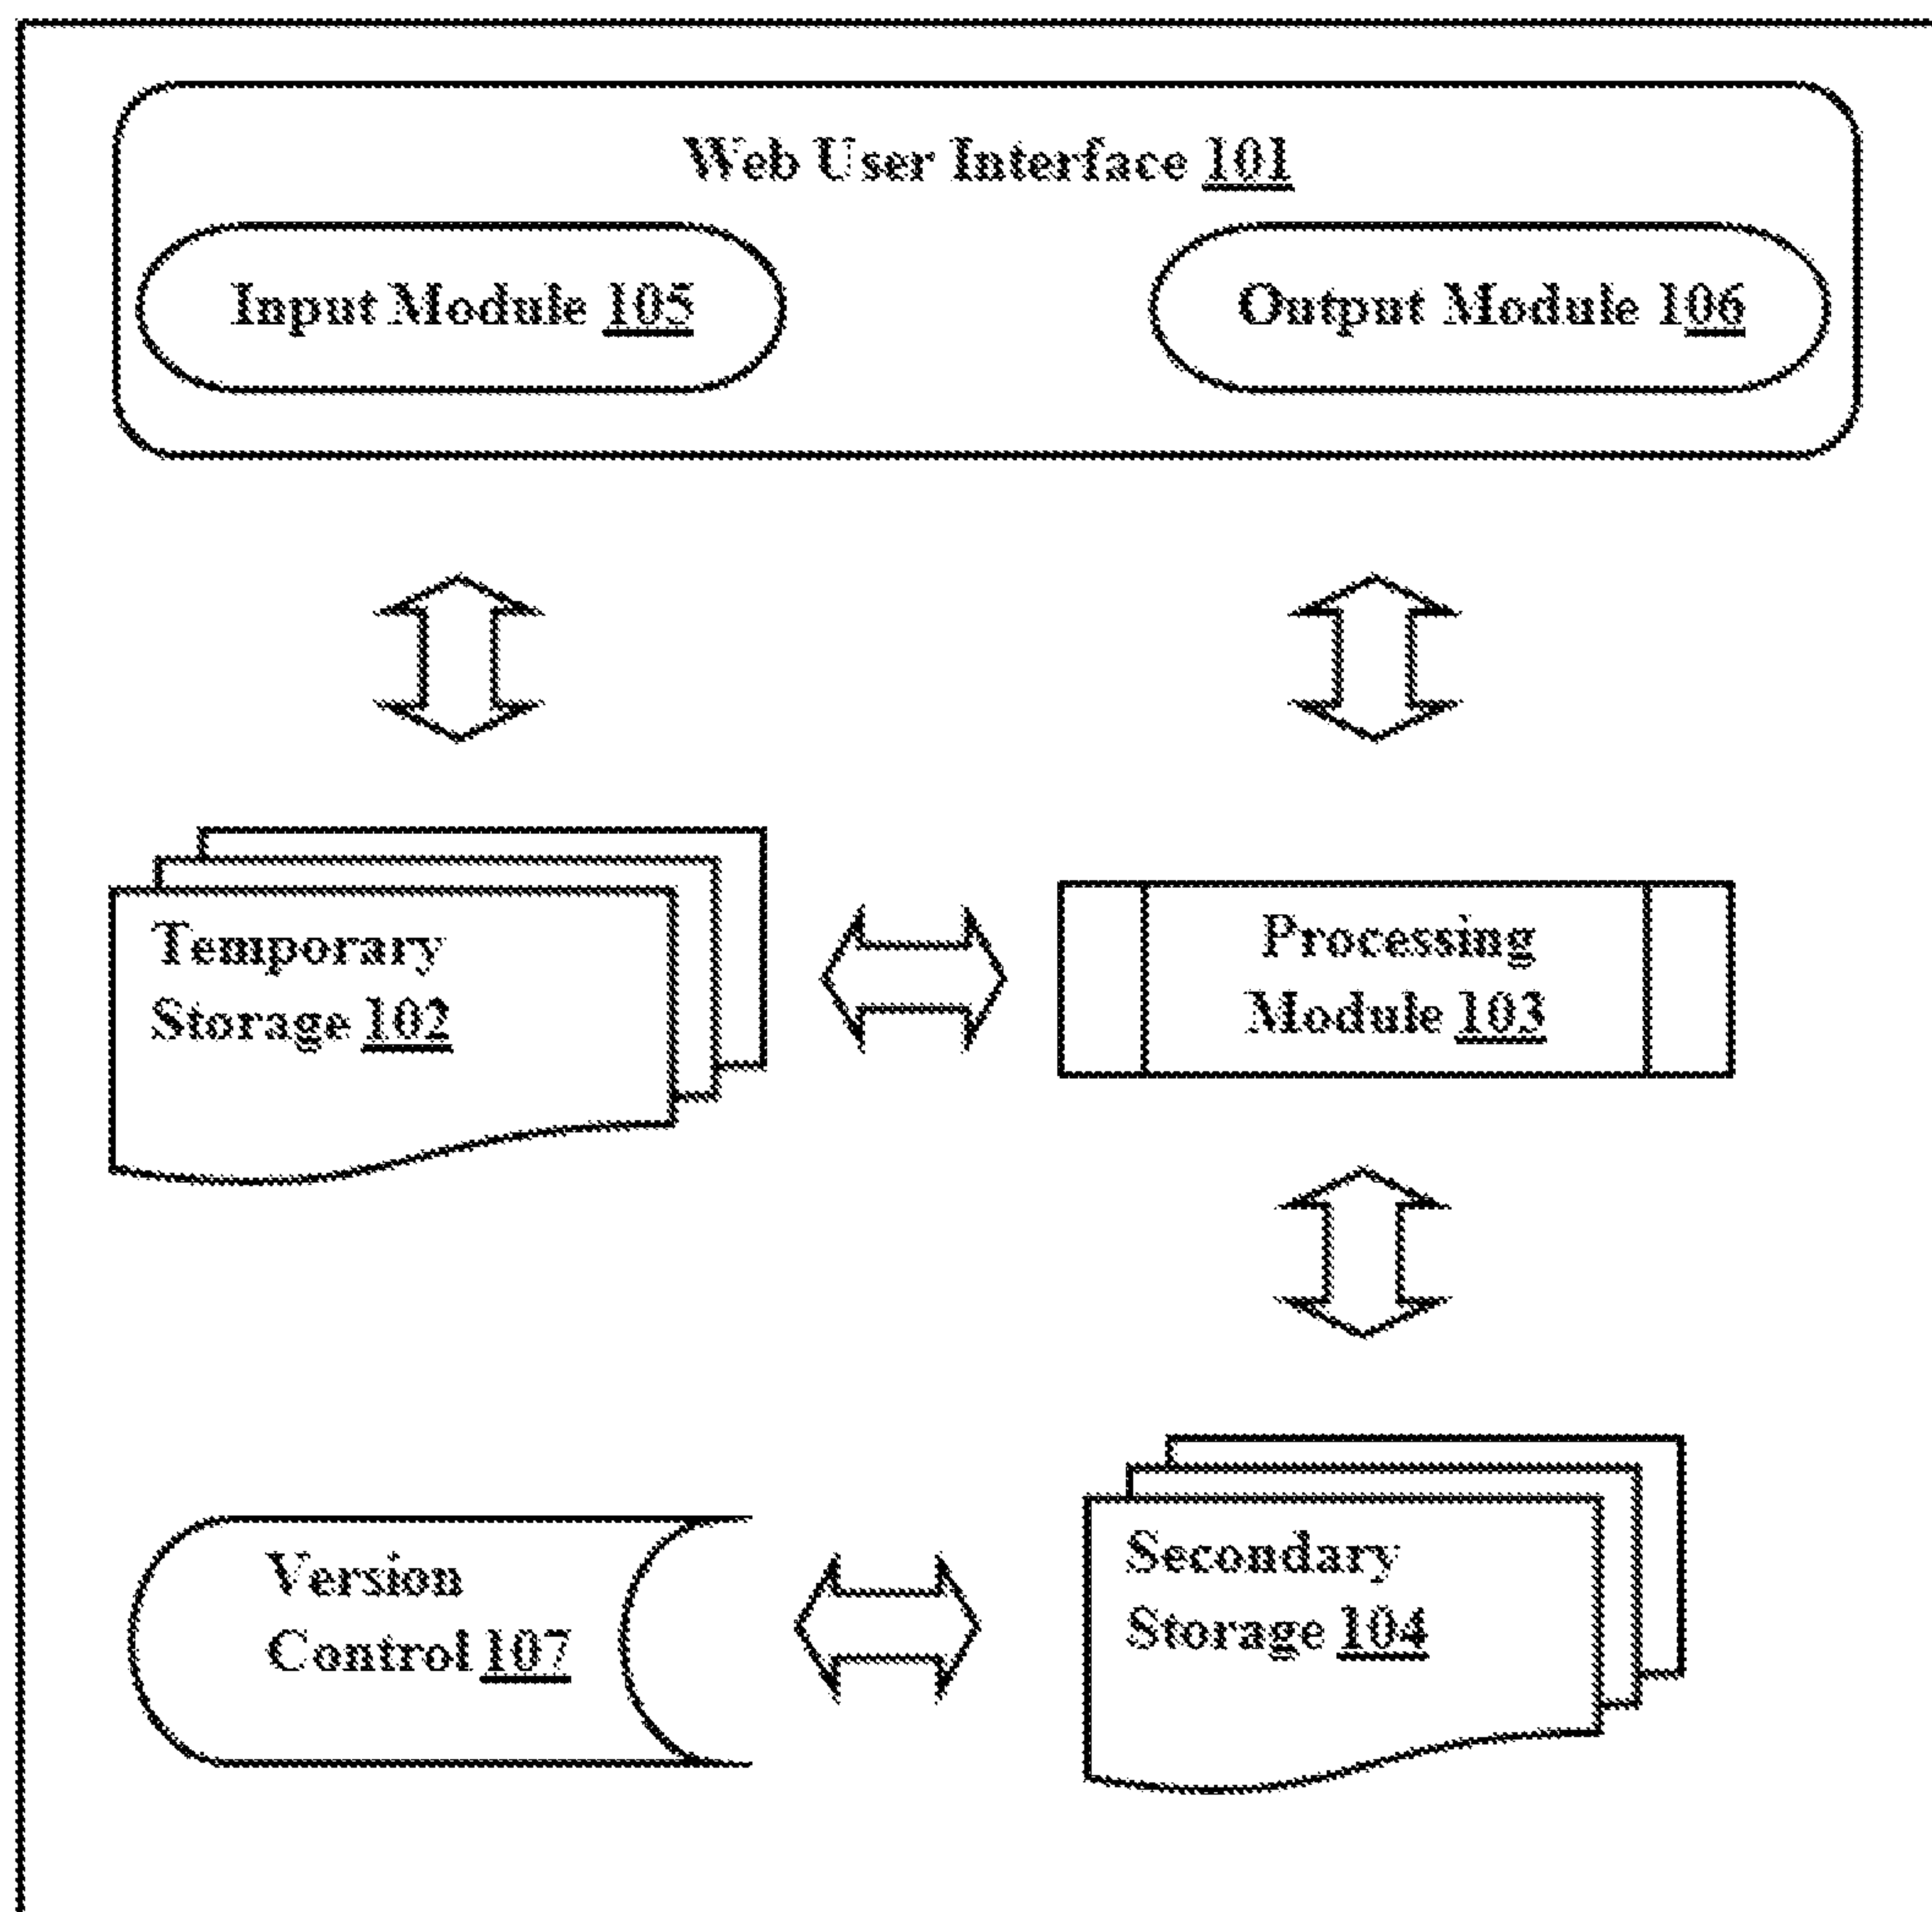 Web User Interface 101
Input Module 105
Output Module 106
Temporary
Storage 102
Processing
Module 103
Version
Control 107
Secondary
Storage 104